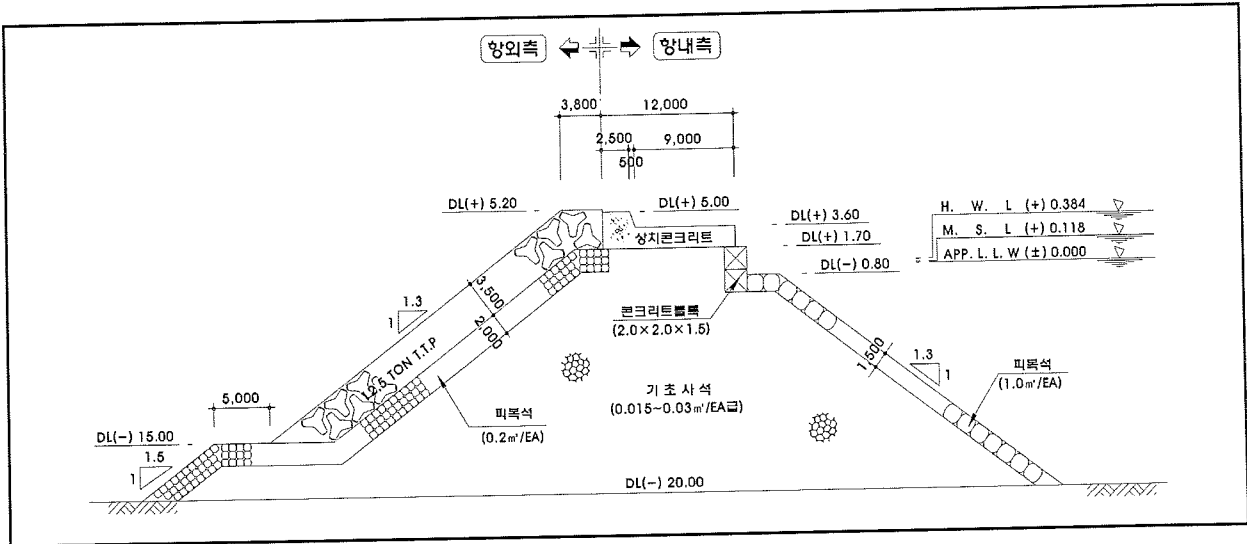 항외측 항내측
3,800 12,000
2,500 9,000
500
DL(+) 5.20 DL(+) 5.00
DL(+) 3.60
DL(+) 1.70
DL(-) 0.80
H. W. L (+) 0.384
M. S. L (+) 0.118
APP. L. L. W (±) 0.000
상치콘크리트
콘크리트블록
(2.0×2.0×1.5)
3,500
2,000
1.3
1
12.5 TON T.T.P
1,500
1.3
1
피복석
(1.0㎥/EA)
기 초 사 석
(0.015~0.03㎥/EA급)
5,000
피복석
(0.2㎥/EA)
DL(-) 15.00
1.5
1
DL(-) 20.00